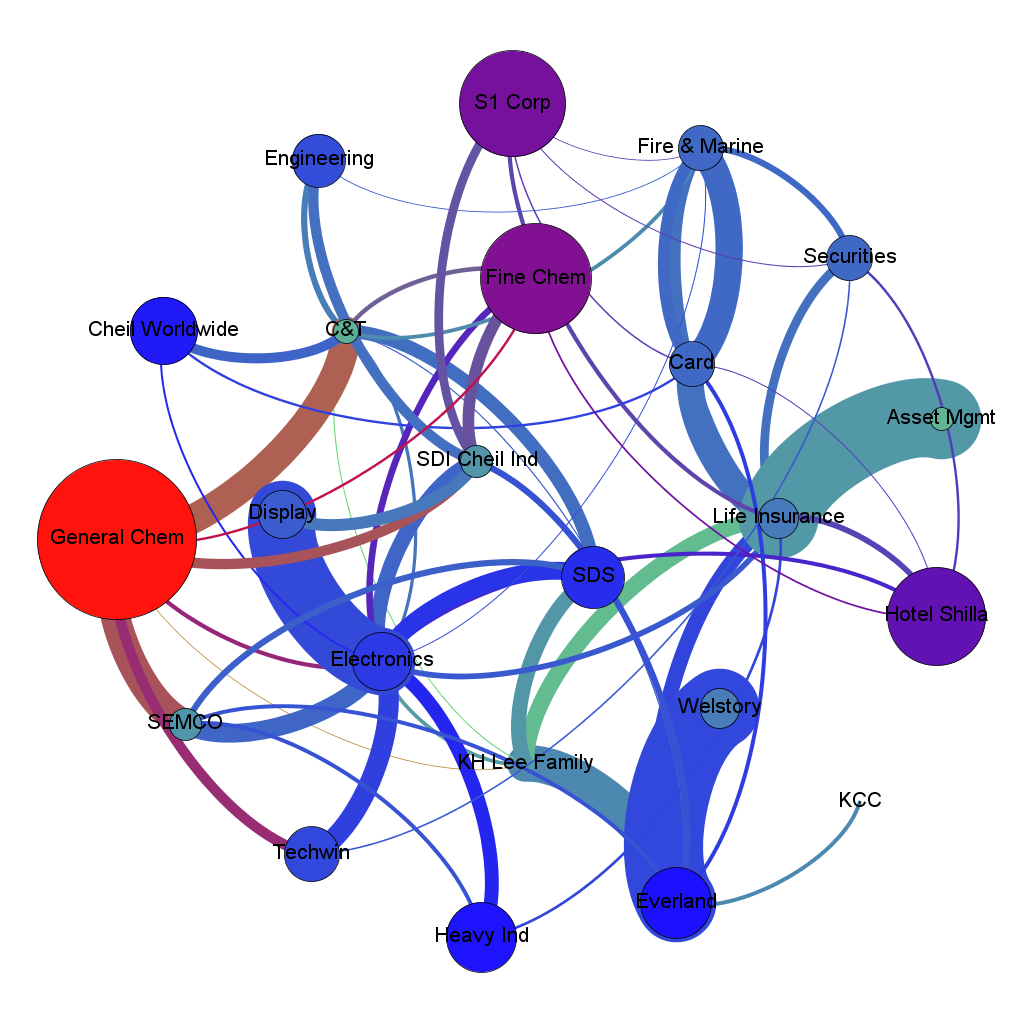 S1 Corp
Engineering
Fire & Marine
Securities
Fine Chem
Cheil Worldwide
C&T
Card
Asset Mgmt
SDI Cheil Ind
Display
Life Insurance
General Chem
SDS
Hotel Shilla
Electronics
Welstory
SEMCO
KH Lee Family
KCC
Techwin
Everland
Heavy Ind